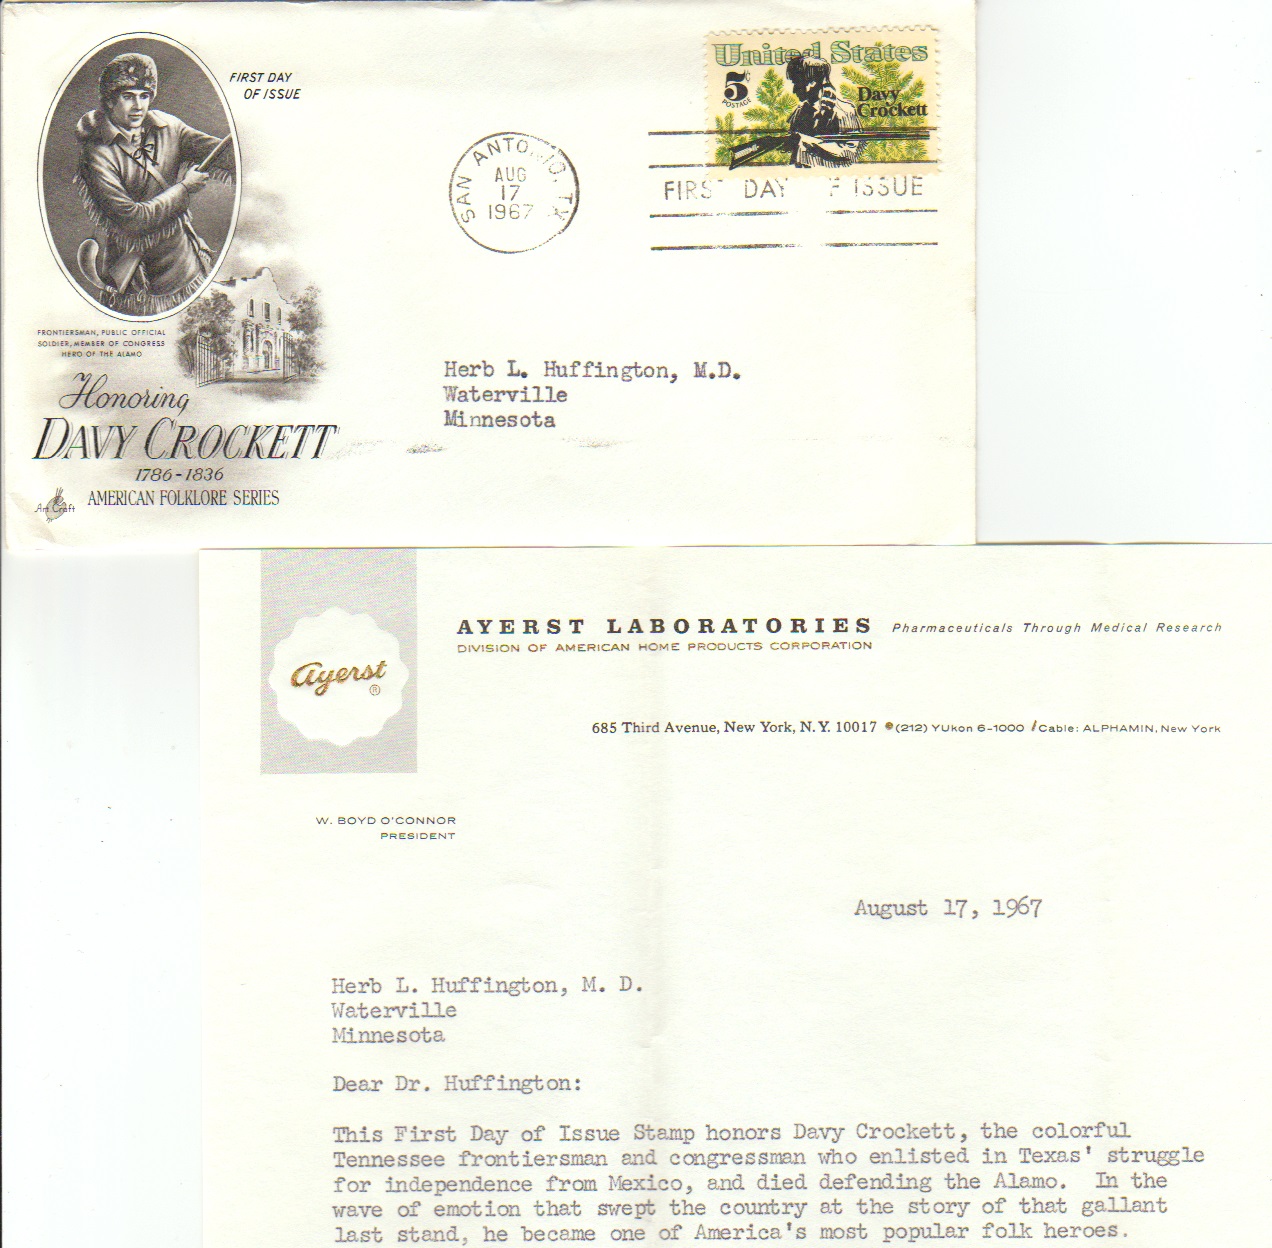 FIRST DAY
OF ISSUE
United States
5c
POSTAGE
Davy
Crockett
SAN ANTONIO, TX
AUG
17
1967
FIRST DAY OF ISSUE
FRONTIERSMAN, PUBLIC OFFICIAL
SOLDIER, MEMBER OF CONGRESS
HERO OF THE ALAMO
Honoring
DAVY CROCKETT
1786-1836
AMERICAN FOLKLORE SERIES
Art Craft
Herb L. Huffington, M.D.
Waterville
Minnesota
Ayerst
®
AYERST LABORATORIES Pharmaceuticals Through Medical Research
DIVISION OF AMERICAN HOME PRODUCTS CORPORATION
685 Third Avenue, New York, N.Y. 10017 (212) YUkon 6-1000 / Cable: ALPHAMIN, New York
W. BOYD O'CONNOR
PRESIDENT
August 17, 1967
Herb L. Huffington, M. D.
Waterville
Minnesota
Dear Dr. Huffington:
This First Day of Issue Stamp honors Davy Crockett, the colorful
Tennessee frontiersman and congressman who enlisted in Texas' struggle
for independence from Mexico, and died defending the Alamo. In the
wave of emotion that swept the country at the story of that gallant
last stand, he became one of America's most popular folk heroes.